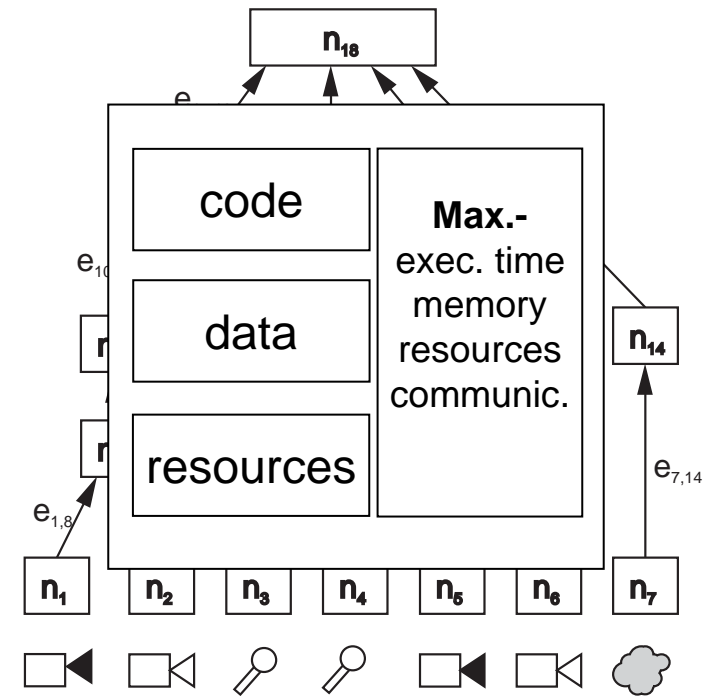 n18
e
code
Max.-
exec. time
memory
resources
communic.
e10
data
n14
resources
e7,14
e1,8
n1 n2 n3 n4 n5 n6 n7